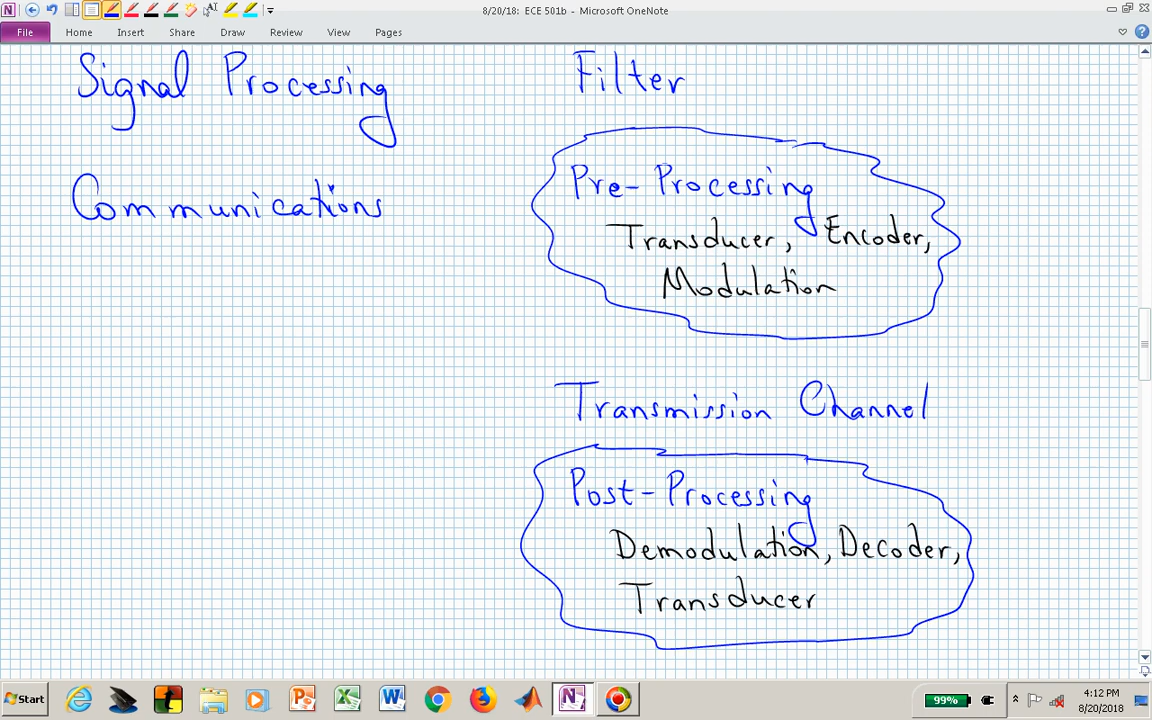 8/20/18: ECE 501b - Microsoft OneNote
File Home Insert Share Draw Review View Pages
Signal Processing Filter
Communications Pre-Processing
Transducer, Encoder,
Modulation
Transmission Channel
Post-Processing
Demodulation, Decoder,
Transducer
Start 99% 4:12 PM
8/20/2018